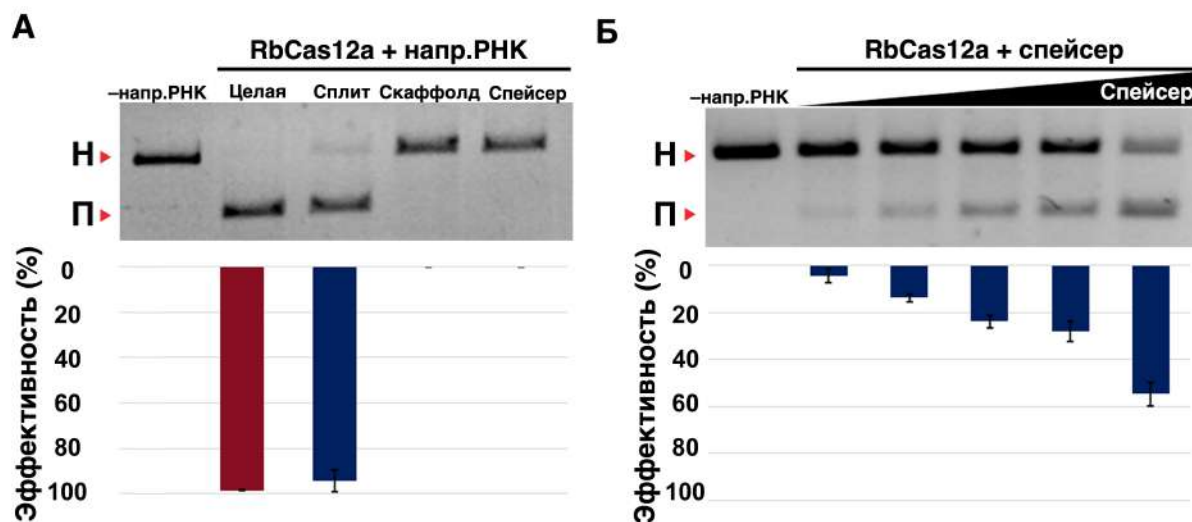 А
RbCas12a + напр.РНК
–напр.РНК Целая Сплит Скаффолд Спейсер
Н
П
Эффективность (%)
0
20
40
60
80
100
Б
RbCas12a + спейсер
–напр.РНК Спейсер
Н
П
Эффективность (%)
0
20
40
60
80
100